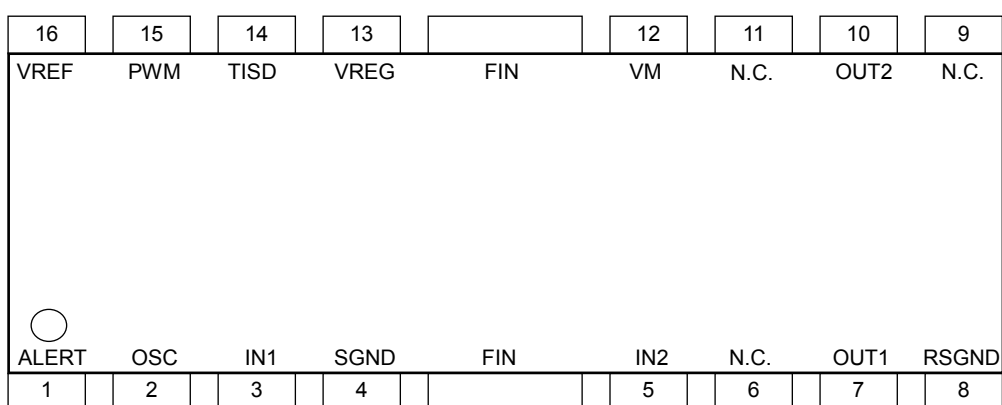 16 15 14 13 12 11 10 9
VREF PWM TISD VREG FIN VM N.C. OUT2 N.C.
ALERT OSC IN1 SGND FIN IN2 N.C. OUT1 RSGND
1 2 3 4 5 6 7 8